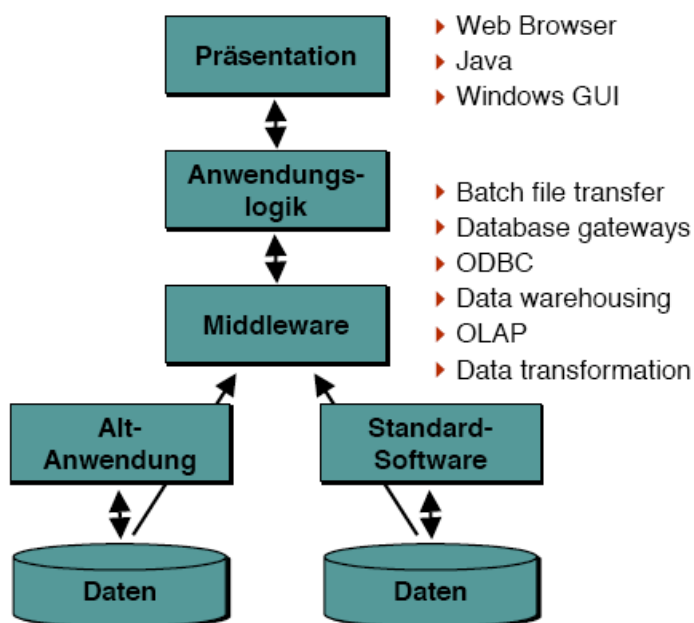 Präsentation
Web Browser
Java
Windows GUI
Anwendungs-
logik
Batch file transfer
Database gateways
ODBC
Data warehousing
OLAP
Data transformation
Middleware
Alt-
Anwendung
Standard-
Software
Daten
Daten